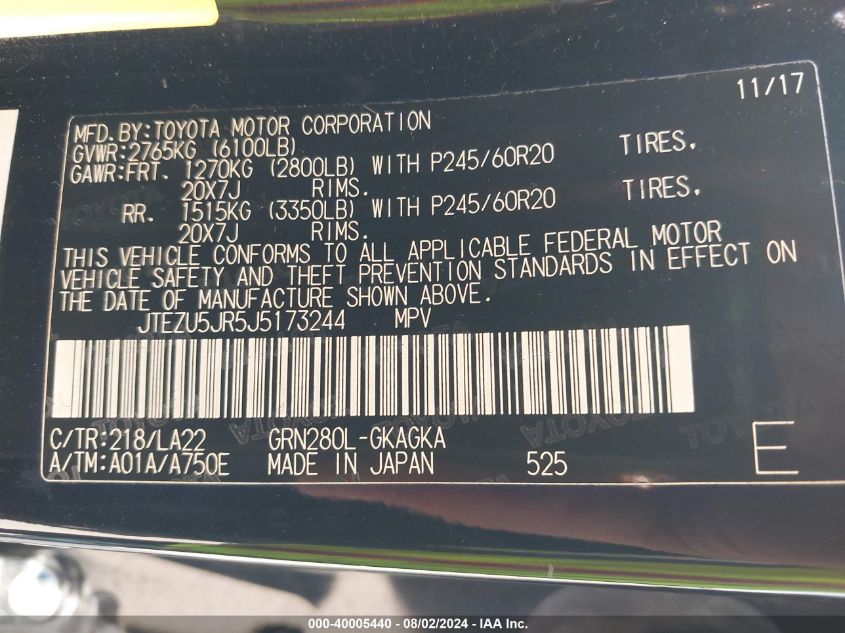 11/17
MFD.BY:TOYOTA MOTOR CORPORATION
GVWR:2765KG (6100LB)
GAWR:FRT. 1270KG (2800LB) WITH P245/60R20 TIRES.
20X7J RIMS.
RR. 1515KG (3350LB) WITH P245/60R20 TIRES.
20X7J RIMS.
THIS VEHICLE CONFORMS TO ALL APPLICABLE FEDERAL MOTOR
VEHICLE SAFETY AND THEFT PREVENTION STANDARDS IN EFFECT ON
THE DATE OF MANUFACTURE SHOWN ABOVE.
JTEZU5JR5J5173244 MPV
C/TR:218/LA22 GRN280L-GKAGKA
A/TM:A01A/A750E MADE IN JAPAN 525 E
000-40005440 - 08/02/2024 - IAA Inc.